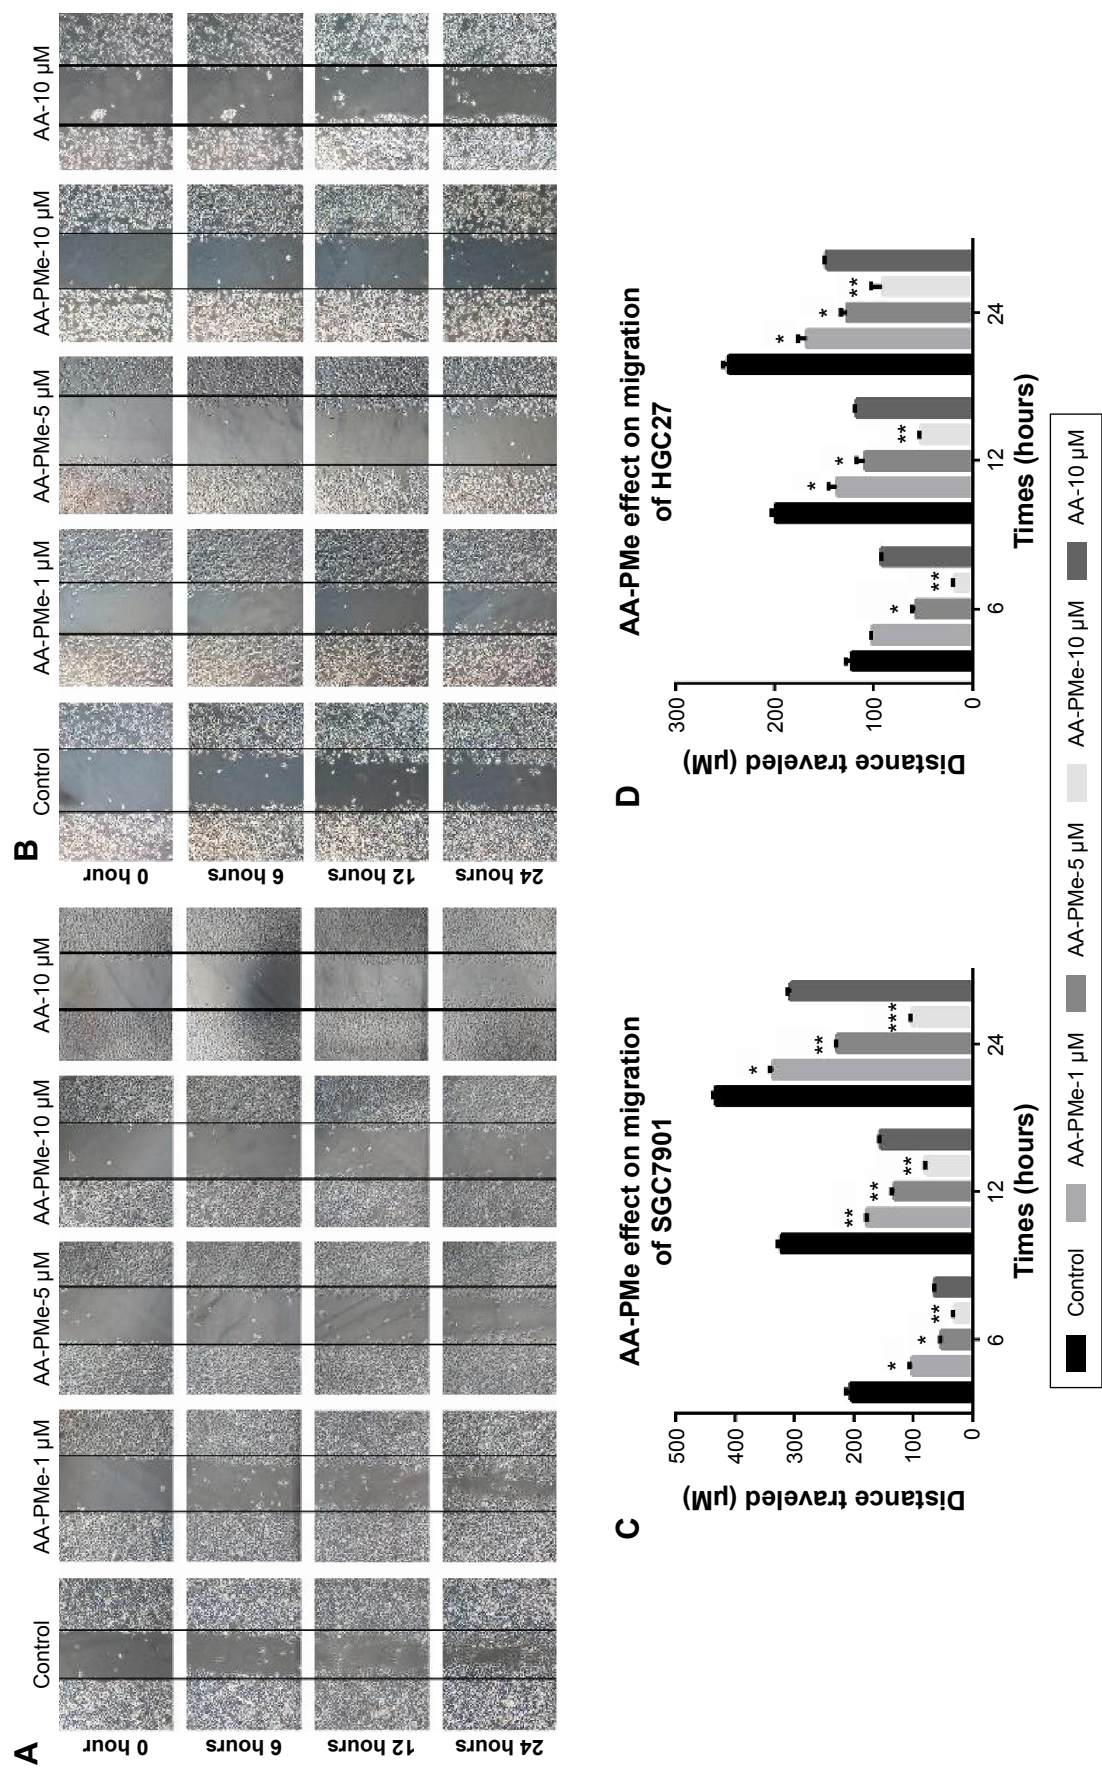 A
Control AA-PMe-1 µM AA-PMe-5 µM AA-PMe-10 µM AA-10 µM
0 hour
6 hours
12 hours
24 hours
B
Control AA-PMe-1 µM AA-PMe-5 µM AA-PMe-10 µM AA-10 µM
0 hour
6 hours
12 hours
24 hours
C
AA-PMe effect on migration
of SGC7901
Distance traveled (µM)
500
400
300
200
100
0
* * **
** ** **
* ** ***
6 12 24
Times (hours)
D
AA-PMe effect on migration
of HGC27
Distance traveled (µM)
300
200
100
0
* **
* * **
* * **
6 12 24
Times (hours)
Control AA-PMe-1 µM AA-PMe-5 µM AA-PMe-10 µM AA-10 µM